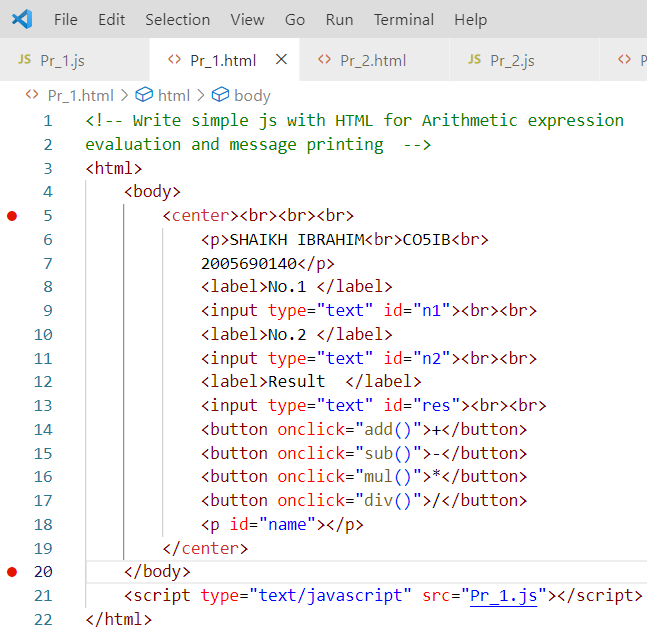 File Edit Selection View Go Run Terminal Help
JS Pr_1.js <> Pr_1.html × <> Pr_2.html JS Pr_2.js <> P
<> Pr_1.html > html > body
1 <!-- Write simple js with HTML for Arithmetic expression
2 evaluation and message printing  -->
3 <html>
4 <body>
5 <center><br><br><br>
6 <p>SHAIKH IBRAHIM<br>CO5IB<br>
7 2005690140</p>
8 <label>No.1 </label>
9 <input type="text" id="n1"><br><br>
10 <label>No.2 </label>
11 <input type="text" id="n2"><br><br>
12 <label>Result  </label>
13 <input type="text" id="res"><br><br>
14 <button onclick="add()">+</button>
15 <button onclick="sub()">-</button>
16 <button onclick="mul()">*</button>
17 <button onclick="div()">/</button>
18 <p id="name"></p>
19 </center>
20 </body>
21 <script type="text/javascript" src="Pr_1.js"></script>
22 </html>